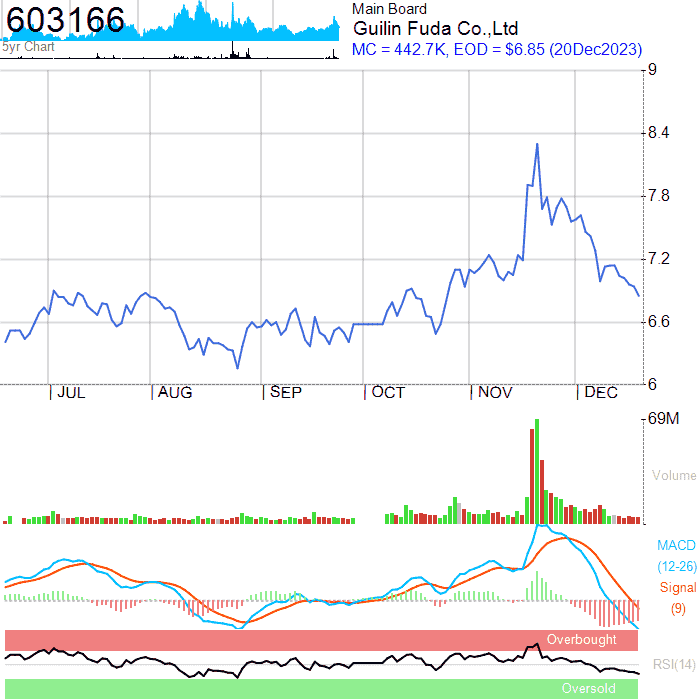 603166
5yr Chart
Main Board
Guilin Fuda Co.,Ltd
MC = 442.7K, EOD = $6.85 (20Dec2023)
9
8.4
7.8
7.2
6.6
6
JUL AUG SEP OCT NOV DEC
69M
Volume
MACD
(12-26)
Signal
(9)
Overbought
RSI(14)
Oversold